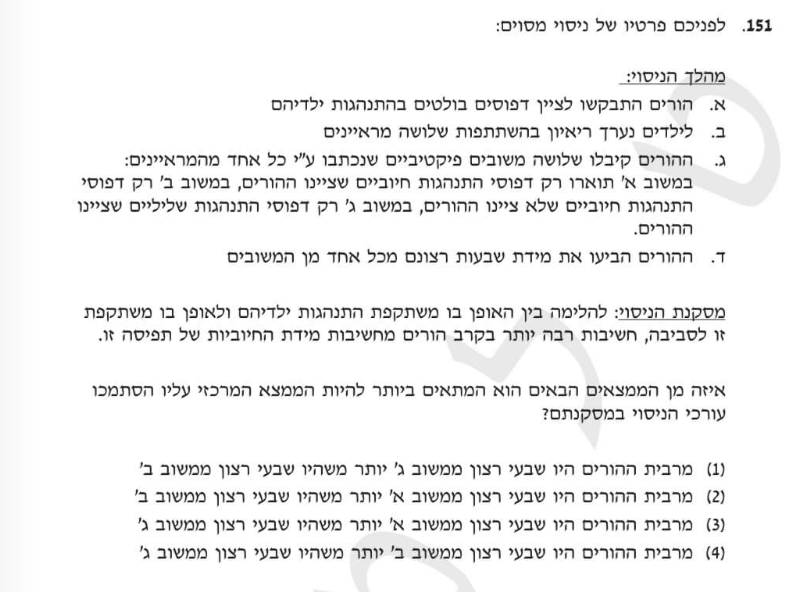 151. לפניכם פרטיו של ניסוי מסוים:
מהלך הניסוי:
א. הורים התבקשו לציין דפוסים בולטים בהתנהגות ילדיהם
ב. לילדים נערך ריאיון בהשתתפות שלושה מראיינים
ג. ההורים קיבלו שלושה משובים פיקטיביים שנכתבו ע"י כל אחד מהמראיינים:
במשוב א' תוארו רק דפוסי התנהגות חיוביים שציינו ההורים, במשוב ב' רק דפוסי
התנהגות חיוביים שלא ציינו ההורים, במשוב ג' רק דפוסי התנהגות שליליים שציינו
ההורים.
ד. ההורים הביעו את מידת שבעות רצונם מכל אחד מן המשובים
מסקנת הניסוי: להלימה בין האופן בו משתקפת התנהגות ילדיהם ולאופן בו משתקפת
זו לסביבה, חשיבות רבה יותר בקרב הורים מחשיבות מידת החיוביות של תפיסה זו.
איזה מן הממצאים הבאים הוא המתאים ביותר להיות הממצא המרכזי עליו הסתמכו
עורכי הניסוי במסקנתם?
(1) מרבית ההורים היו שבעי רצון ממשוב ג' יותר משהיו שבעי רצון ממשוב ב'
(2) מרבית ההורים היו שבעי רצון ממשוב א' יותר משהיו שבעי רצון ממשוב ב'
(3) מרבית ההורים היו שבעי רצון ממשוב א' יותר משהיו שבעי רצון ממשוב ג'
(4) מרבית ההורים היו שבעי רצון ממשוב ב' יותר משהיו שבעי רצון ממשוב ג'